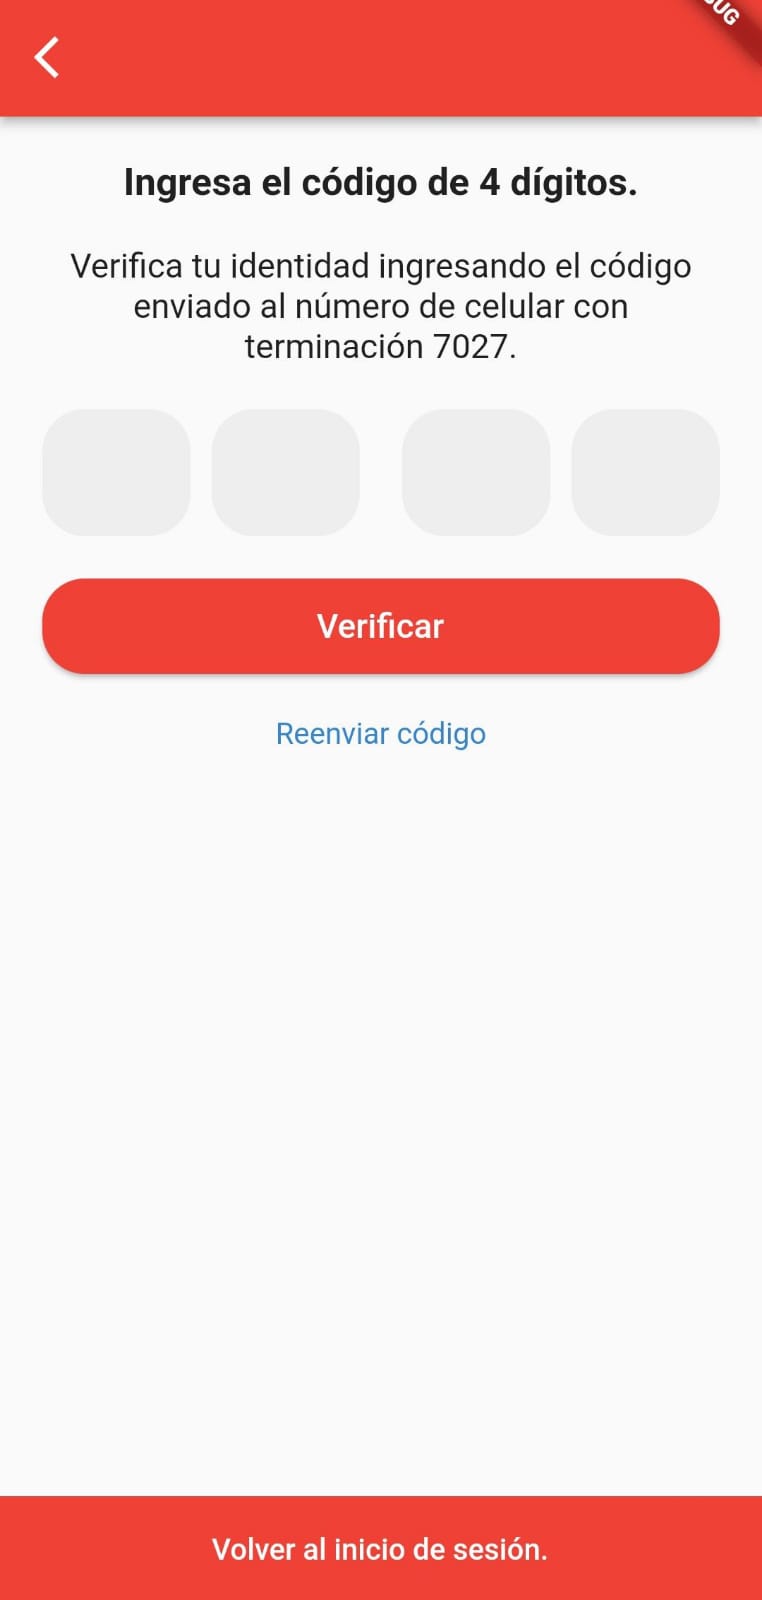 Ingresa el código de 4 dígitos.
Verifica tu identidad ingresando el código
enviado al número de celular con
terminación 7027.
Verificar
Reenviar código
Volver al inicio de sesión.